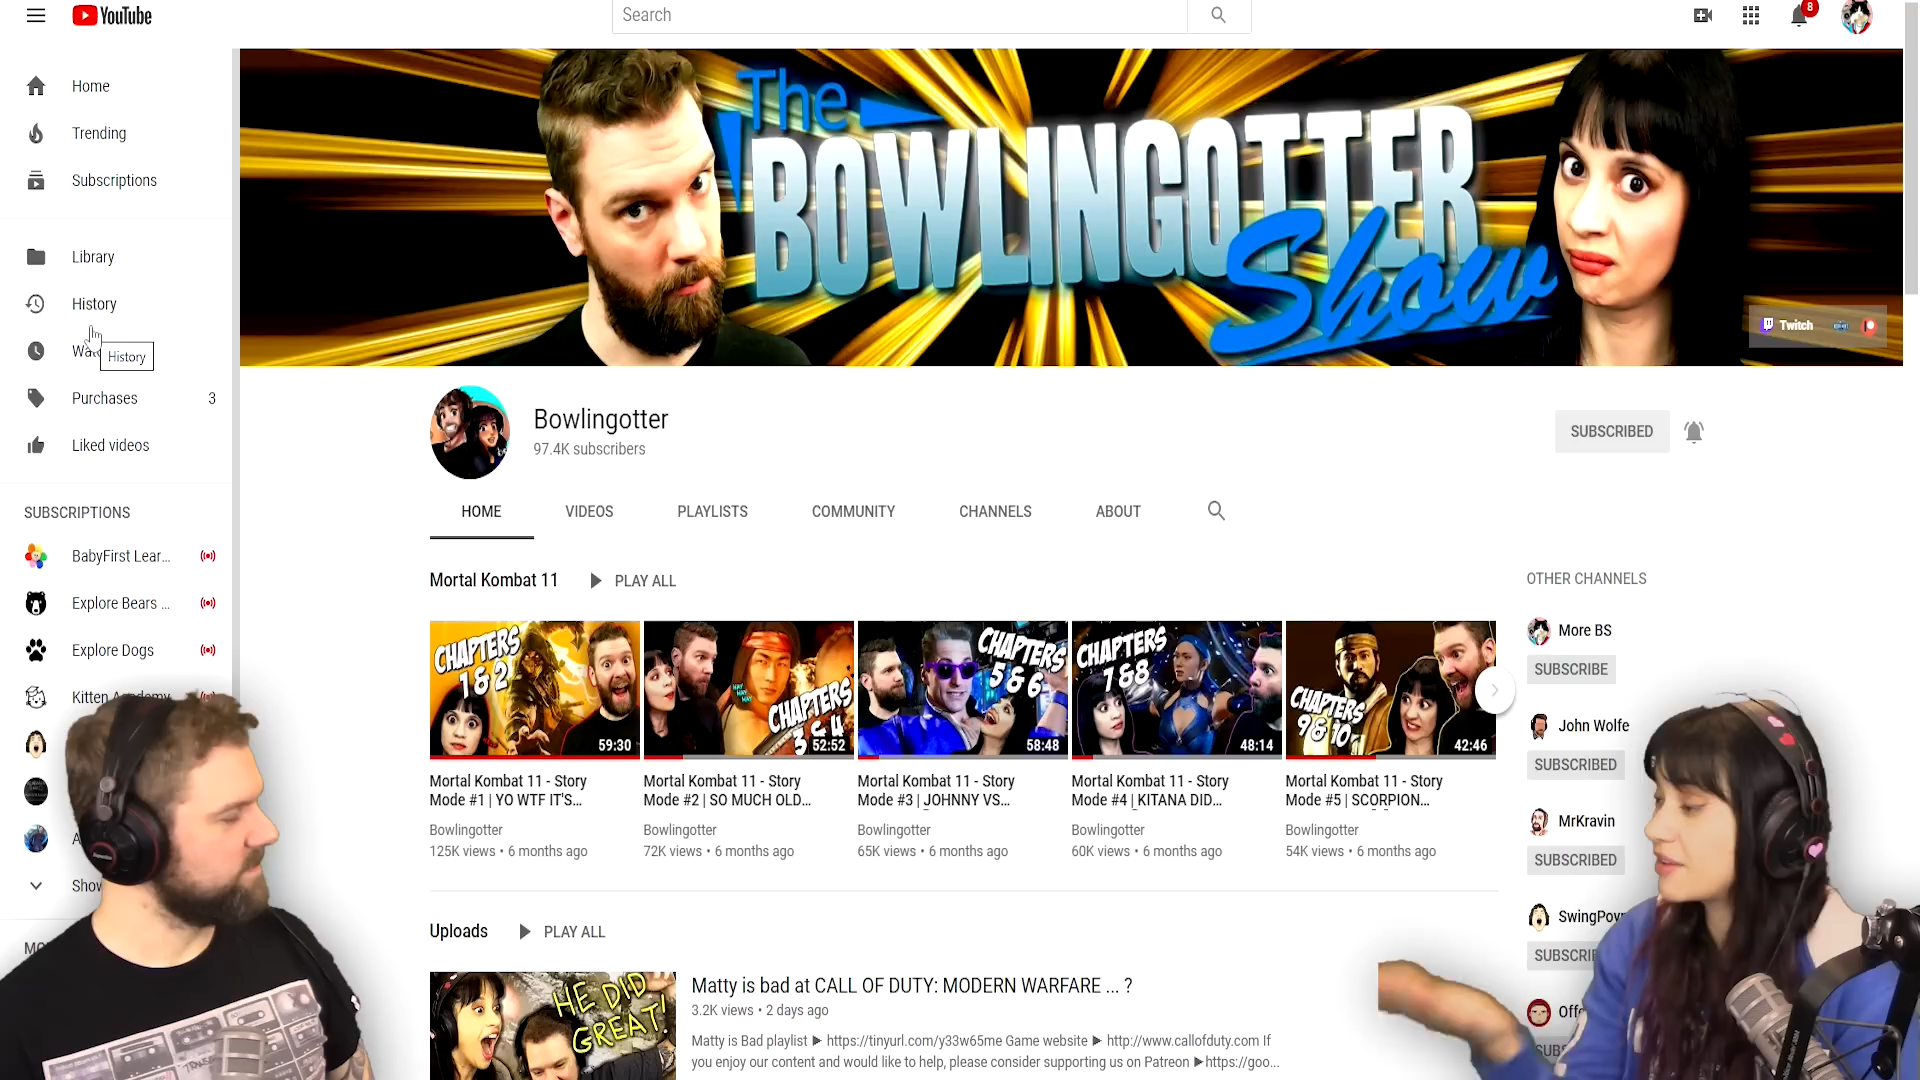 YouTube
Search
8
Home
Trending
Subscriptions
Library
History
History
Purchases 3
Liked videos
SUBSCRIPTIONS
BabyFirst Lear...
Explore Bears ...
Explore Dogs
Kitten Academy
The
BOWLINGOTTER
Show
Twitch
Bowlingotter
97.4K subscribers
SUBSCRIBED
HOME VIDEOS PLAYLISTS COMMUNITY CHANNELS ABOUT
Mortal Kombat 11 PLAY ALL
CHAPTERS
1 & 2
59:30
CHAPTERS
3 & 4
52:52
CHAPTERS
5 & 6
58:48
CHAPTERS
7 & 8
48:14
CHAPTERS
9 & 10
42:46
Mortal Kombat 11 - Story
Mode #1 | YO WTF IT'S...
Bowlingotter
125K views • 6 months ago
Mortal Kombat 11 - Story
Mode #2 | SO MUCH OLD...
Bowlingotter
72K views • 6 months ago
Mortal Kombat 11 - Story
Mode #3 | JOHNNY VS...
Bowlingotter
65K views • 6 months ago
Mortal Kombat 11 - Story
Mode #4 | KITANA DID...
Bowlingotter
60K views • 6 months ago
Mortal Kombat 11 - Story
Mode #5 | SCORPION...
Bowlingotter
54K views • 6 months ago
Uploads PLAY ALL
HE DID
GREAT!
Matty is bad at CALL OF DUTY: MODERN WARFARE ... ?
3.2K views • 2 days ago
Matty is Bad playlist ► https://tinyurl.com/y33w65me Game website ► http://www.callofduty.com If
you enjoy our content and would like to help, please consider supporting us on Patreon ►https://goo...
OTHER CHANNELS
More BS
SUBSCRIBE
John Wolfe
SUBSCRIBED
MrKravin
SUBSCRIBED